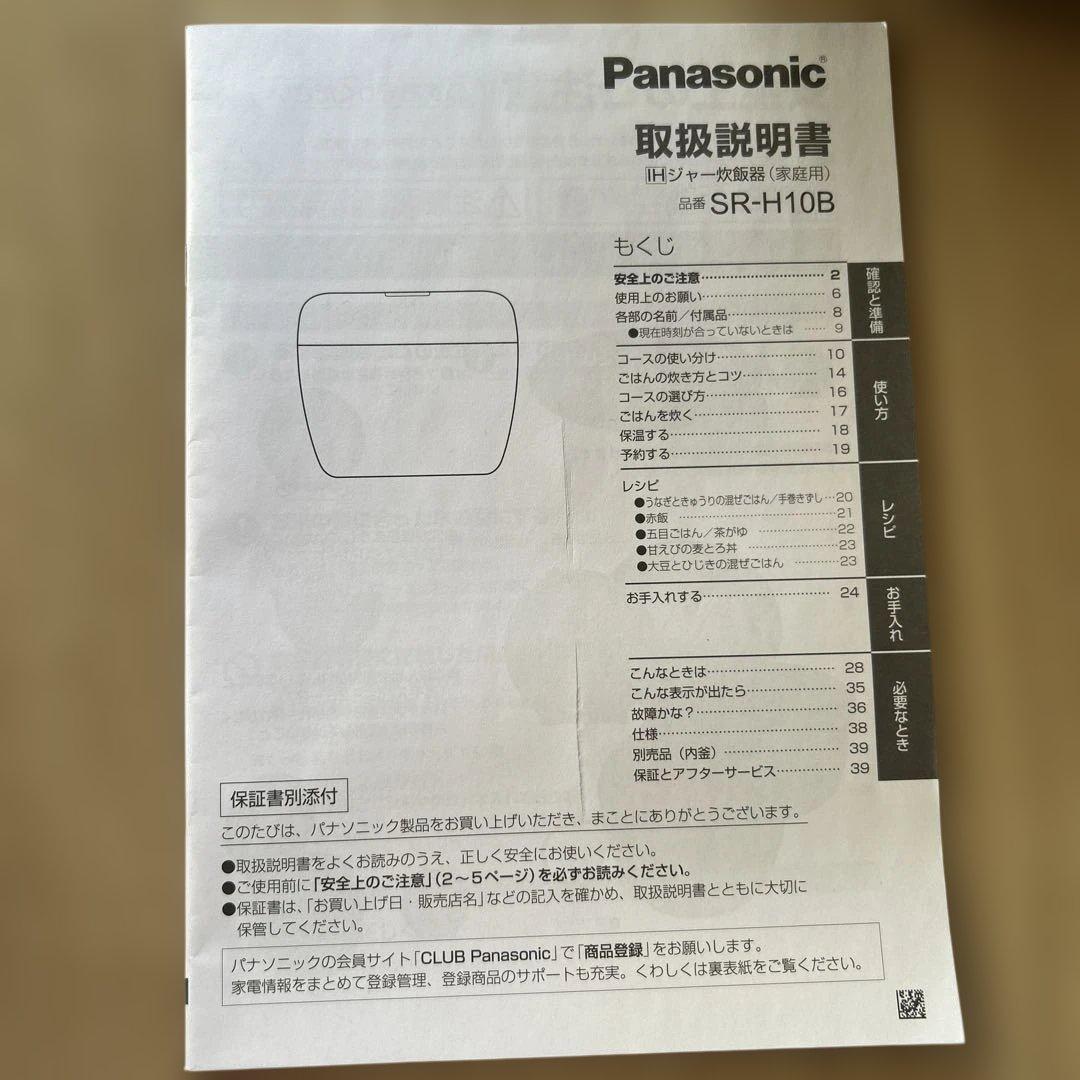 Panasonic®
取扱説明書
IHジャー炊飯器(家庭用)
品番 SR-H10B
もくじ
安全上のご注意 2
使用上のお願い 6
各部の名前/付属品 8
●現在時刻が合っていないときは 9
確認と準備
コースの使い分け 10
ごはんの炊き方とコツ 14
コースの選び方 16
ごはんを炊く 17
保温する 18
予約する 19
使い方
レシピ
●うなぎときゅうりの混ぜごはん/手巻きずし 20
●赤飯 21
●五目ごはん/茶がゆ 22
●甘えびの麦とろ丼 23
●大豆とひじきの混ぜごはん 23
レシピ
お手入れする 24
お手入れ
こんなときは 28
こんな表示が出たら 35
故障かな? 36
仕様 38
別売品(内釜) 39
保証とアフターサービス 39
必要なとき
保証書別添付
このたびは、パナソニック製品をお買い上げいただき、まことにありがとうございます。
●取扱説明書をよくお読みのうえ、正しく安全にお使いください。
●ご使用前に「安全上のご注意」(2~5ページ)を必ずお読みください。
●保証書は、「お買い上げ日・販売店名」などの記入を確かめ、取扱説明書とともに大切に
保管してください。
パナソニックの会員サイト「CLUB Panasonic」で「商品登録」をお願いします。
家電情報をまとめて登録管理、登録商品のサポートも充実。くわしくは裏表紙をご覧ください。